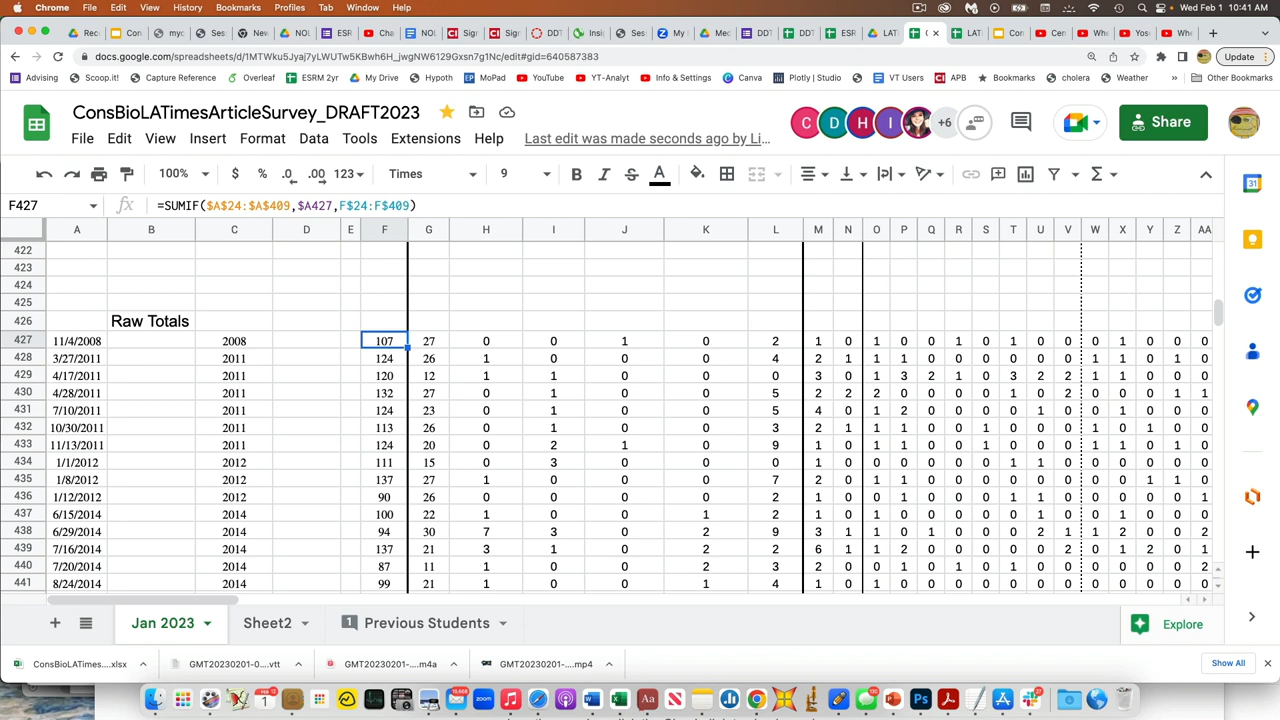 Chrome File Edit View History Bookmarks Profiles Tab Window Help Wed Feb 1 10:41 AM
docs.google.com/spreadsheets/d/1MTWku5Jyaj7yLWUTw5KBwh6H_jwgNW6129Gxsn7g1Nc/edit#gid=640587383 Update
Advising Scoop.it! Capture Reference Overleaf ESRM 2yr My Drive Hypoth MoPad YouTube YT-Analyt Info & Settings Canva Plotly | Studio VT Users APB Bookmarks cholera Weather » Other Bookmarks
ConsBioLATimesArticleSurvey_DRAFT2023
C D H I +6 Share
File Edit View Insert Format Data Tools Extensions Help Last edit was made seconds ago by Li...
100% $ % .0 .00 123 Times 9 B I S A
F427 fx =SUMIF($A$24:$A$409,$A427,F$24:F$409)
A B C D E F G H I J K L M N O P Q R S T U V W X Y Z AA
422
423
424
425
426 Raw Totals
427 11/4/2008 2008 107 27 0 0 1 0 2 1 0 1 0 0 1 0 1 0 0 0 1 0 0 0
428 3/27/2011 2011 124 26 1 0 0 0 4 2 1 1 1 0 0 0 0 0 0 1 1 0 1 0
429 4/17/2011 2011 120 12 1 1 0 0 0 3 0 1 3 2 1 0 3 2 2 1 1 0 0 0
430 4/28/2011 2011 132 27 0 1 0 0 5 2 2 2 0 0 0 0 1 0 2 0 0 0 1 1
431 7/10/2011 2011 124 23 0 1 0 0 5 4 0 1 2 0 0 0 0 1 0 0 1 0 0 0
432 10/30/2011 2011 113 26 0 1 0 0 3 2 1 1 0 0 0 1 0 0 0 1 0 1 0 0
433 11/13/2011 2011 124 20 0 2 1 0 9 1 0 1 0 0 0 1 0 0 0 1 1 0 1 0
434 1/1/2012 2012 111 15 0 3 0 0 0 1 0 0 0 0 0 0 1 1 0 0 0 0 0 0
435 1/8/2012 2012 137 27 1 0 0 0 7 2 0 1 0 0 0 0 0 1 0 0 0 1 1 0
436 1/12/2012 2012 90 26 0 0 0 0 2 1 0 0 1 0 0 0 1 1 0 0 0 0 0 1
437 6/15/2014 2014 100 22 1 0 0 1 2 1 0 1 0 0 0 0 1 0 0 0 1 0 0 0
438 6/29/2014 2014 94 30 7 3 0 2 9 3 1 1 0 1 0 0 0 2 1 1 2 0 0 2
439 7/16/2014 2014 137 21 3 1 0 2 2 6 1 1 2 0 0 0 0 0 2 0 1 2 0 1
440 7/20/2014 2014 87 11 1 0 0 2 3 2 0 0 1 0 1 0 1 1 0 0 0 0 0 2
441 8/24/2014 2014 99 21 1 0 0 1 4 1 0 1 0 0 0 0 0 0 0 0 0 0 0 0
Jan 2023 Sheet2 1 Previous Students Explore
ConsBioLATimes....xlsx GMT20230201-0....vtt GMT20230201-....m4a GMT20230201-....mp4 Show All